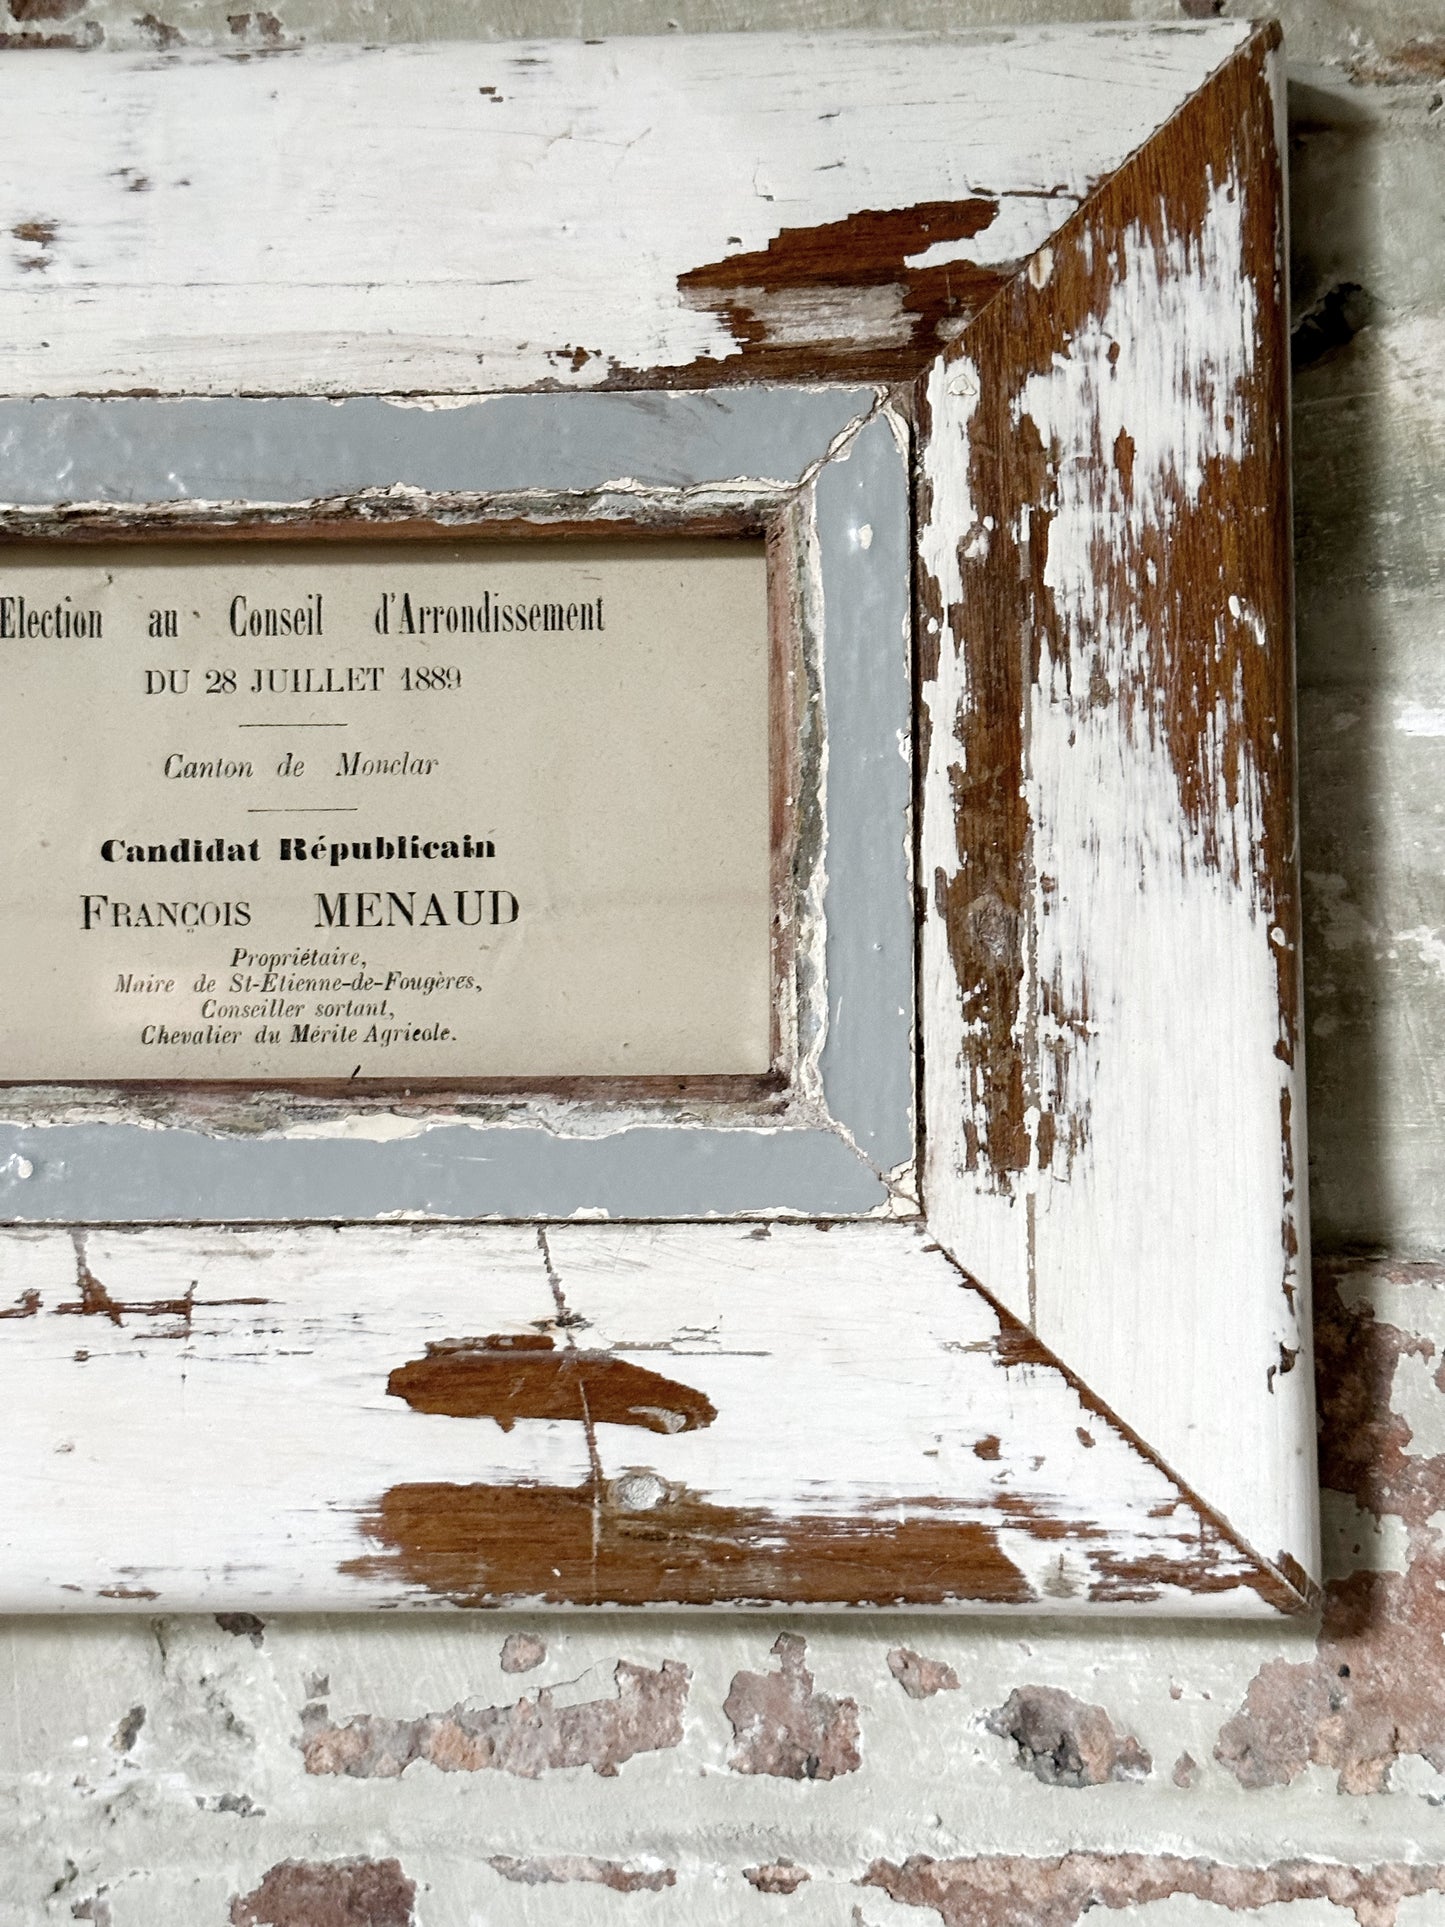 Election au Conseil d'Arrondissement
DU 28 JUILLET 1889
Canton de Monclar
Candidat Républicain
FRANÇOIS MENAUD
Propriétaire,
Maire de St-Etienne-de-Fougères,
Conseiller sortant,
Chevalier du Mérite Agricole.